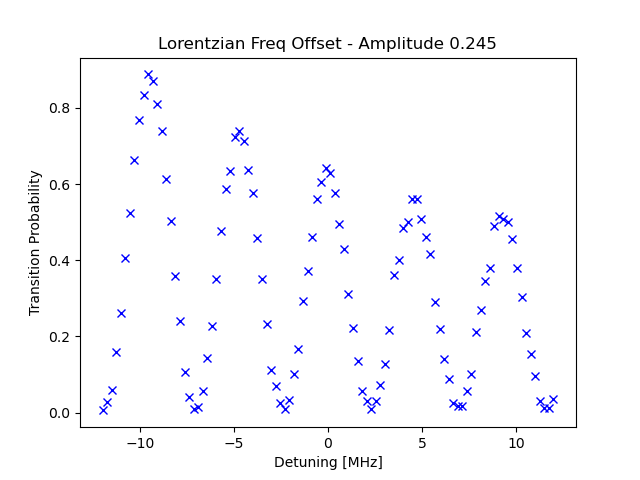 Lorentzian Freq Offset - Amplitude 0.245
Transition Probability
0.8
0.6
0.4
0.2
0.0
−10 −5 0 5 10
Detuning [MHz]